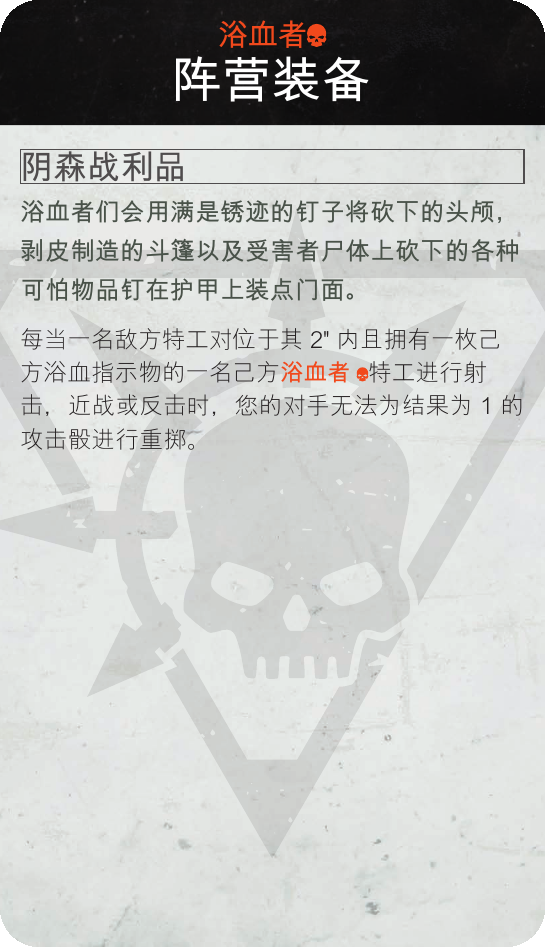 浴血者
阵营装备
阴森战利品
浴血者们会用满是锈迹的钉子将砍下的头颅，
剥皮制造的斗篷以及受害者尸体上砍下的各种
可怕物品钉在护甲上装点门面。
每当一名敌方特工对位于其 2" 内且拥有一枚己
方浴血指示物的一名己方浴血者特工进行射
击，近战或反击时，您的对手无法为结果为 1 的
攻击骰进行重掷。